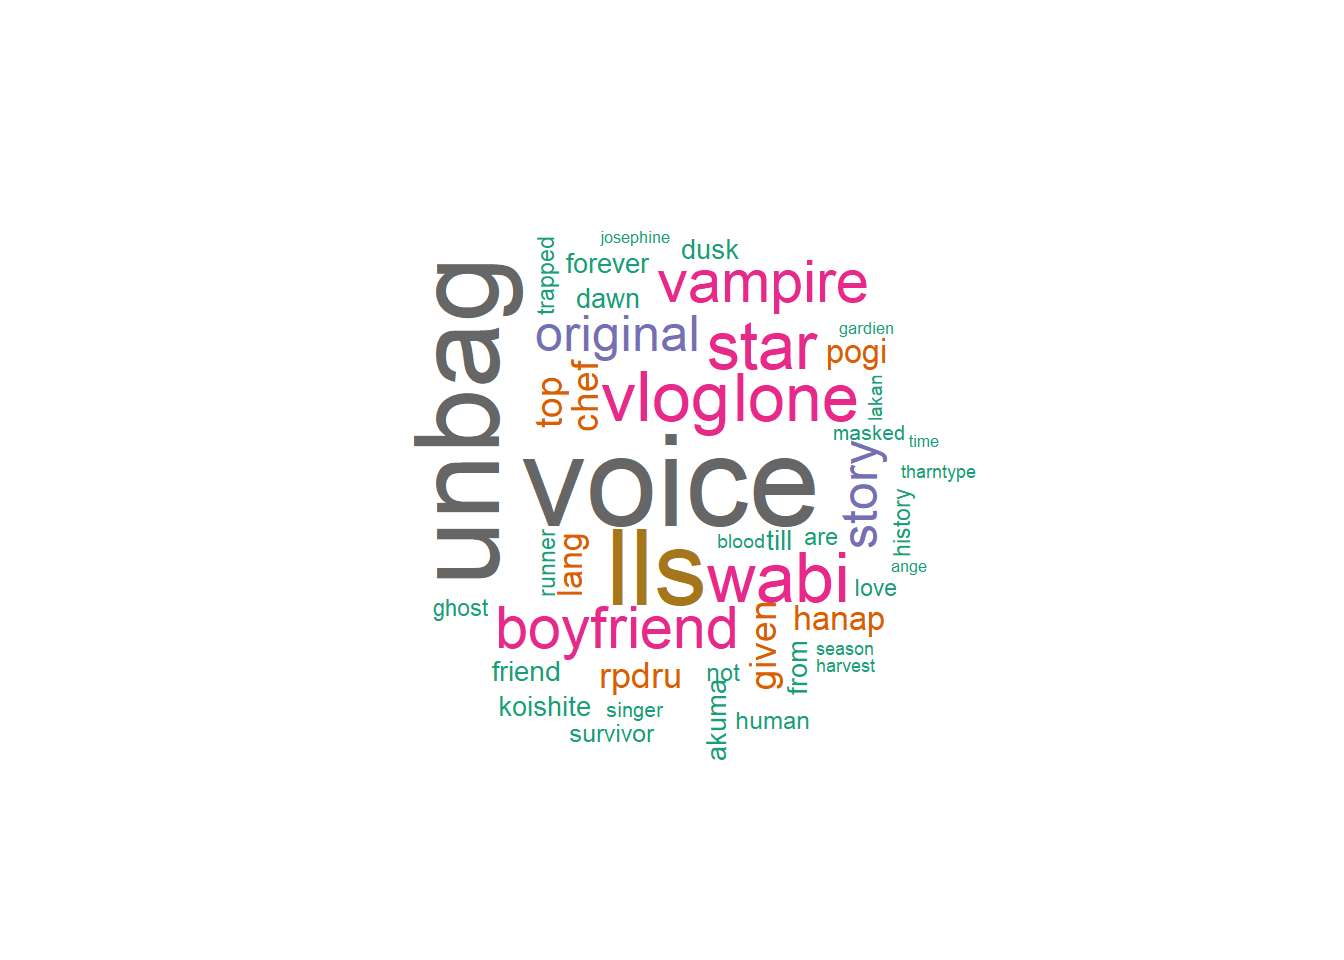 josephine
dusk
forever
trapped
vampire
dawn
unbag
original
star
gardien
pogi
top
chef
vloglone
lakan
masked
time
voice
story
tharntype
history
runner
lang
lls
blood
till
are
ange
wabi
love
ghost
boyfriend
given
hanap
friend
rpdru
not
from
season
harvest
koishite
singer
akuma
human
survivor